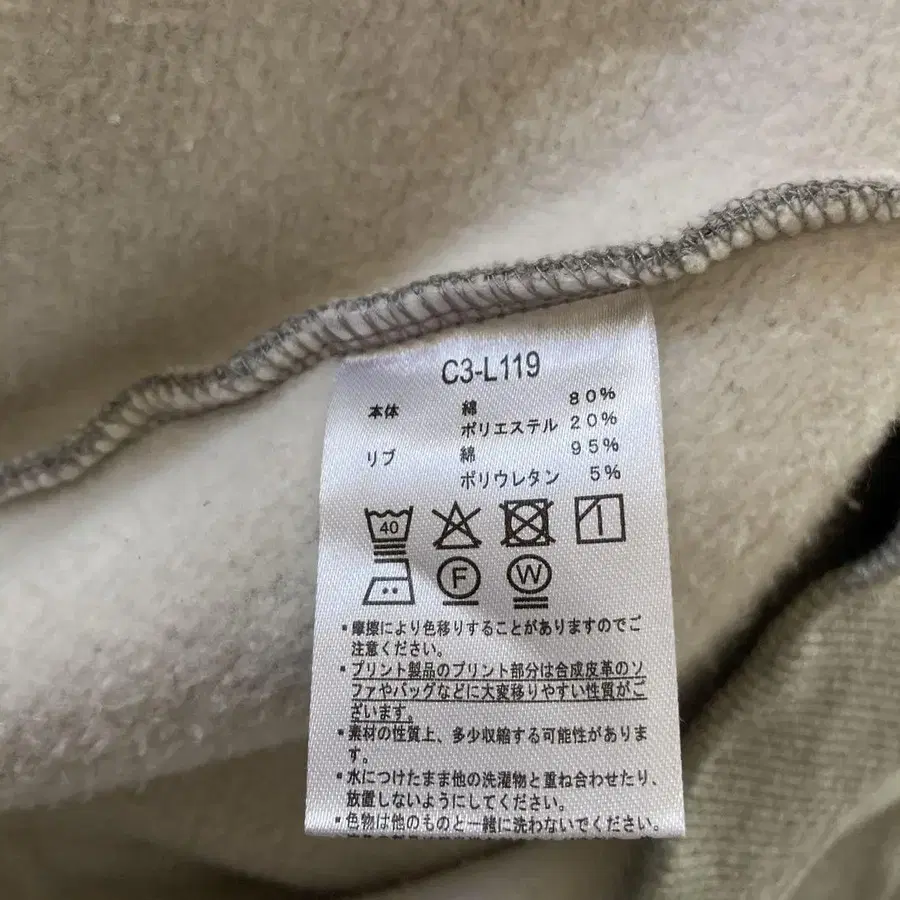 C3-L119
本体 綿 80%
ポリエステル 20%
リブ 綿 95%
ポリウレタン 5%
40
F W
・摩擦により色移りすることがありますのでご
注意ください。
・プリント製品のプリント部分は合成皮革のソ
ファやバッグなどに大変移りやすい性質がご
ざいます。
・素材の性質上、多少収縮する可能性がありま
す。
・水につけたまま他の洗濯物と重ね合わせたり、
放置しないようにしてください。
・色物は他のものと一緒に洗わないでください。